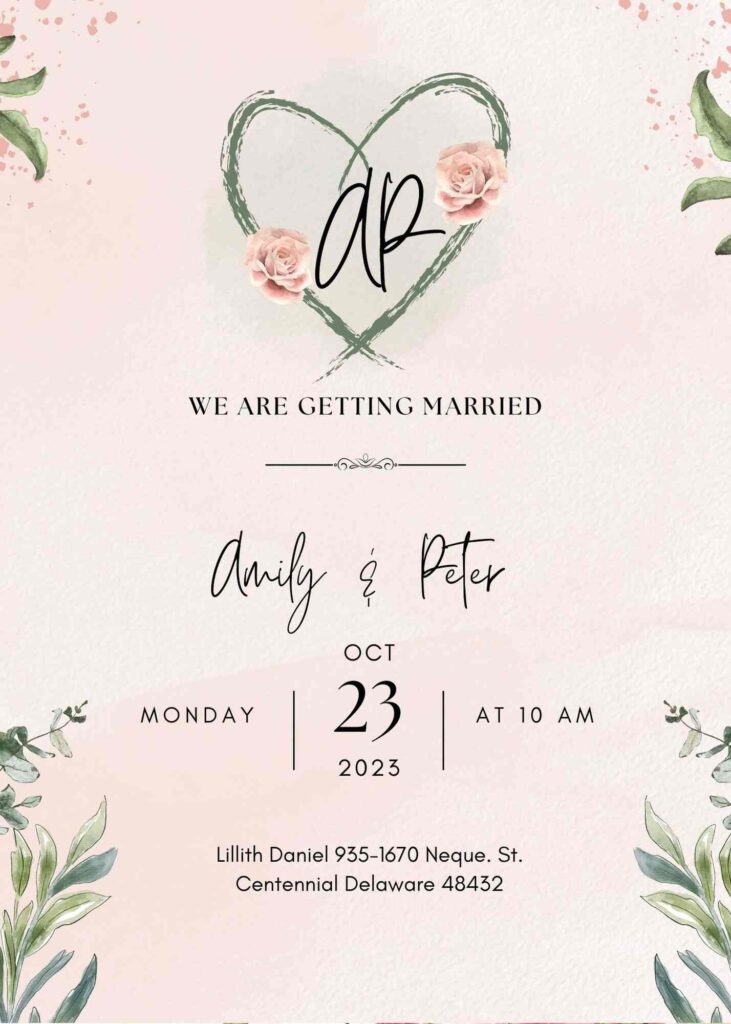 AP
WE ARE GETTING MARRIED
Amily & Peter
OCT
MONDAY 23 AT 10 AM
2023
Lillith Daniel 935-1670 Neque. St.
Centennial Delaware 48432